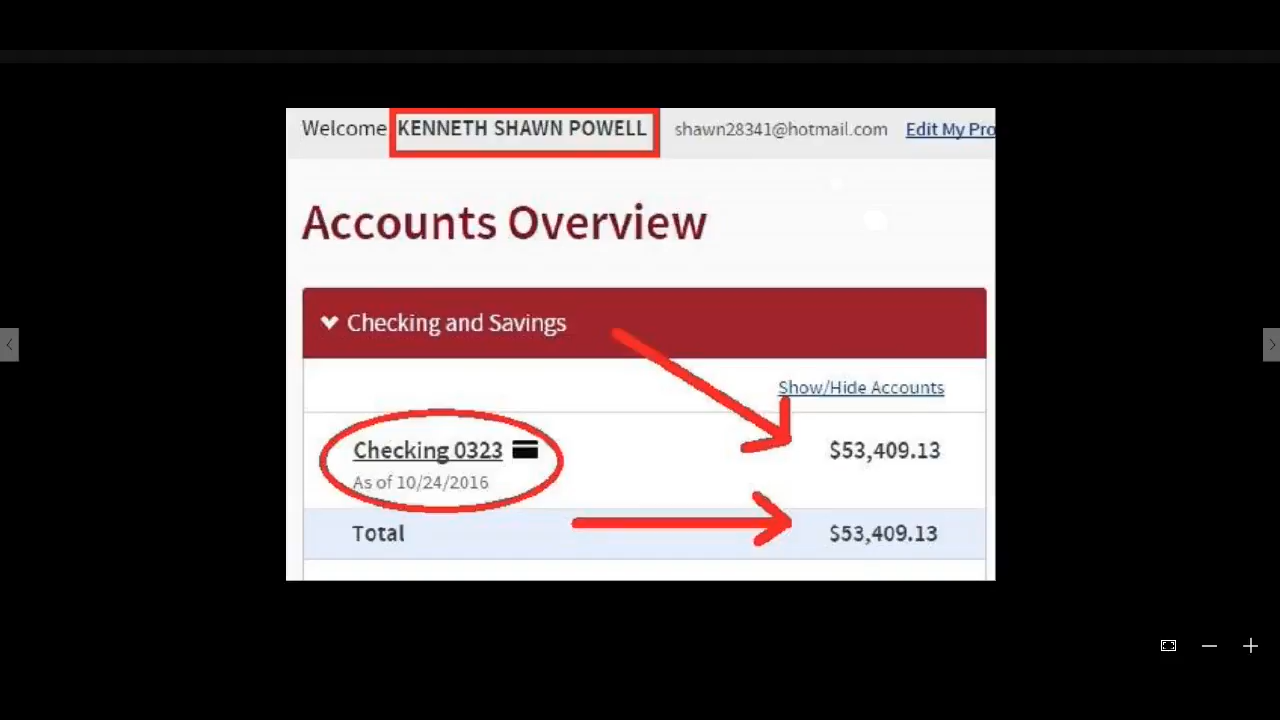 Welcome KENNETH SHAWN POWELL shawn28341@hotmail.com Edit My Pro
Accounts Overview
Checking and Savings
Show/Hide Accounts
Checking 0323 $53,409.13
As of 10/24/2016
Total $53,409.13